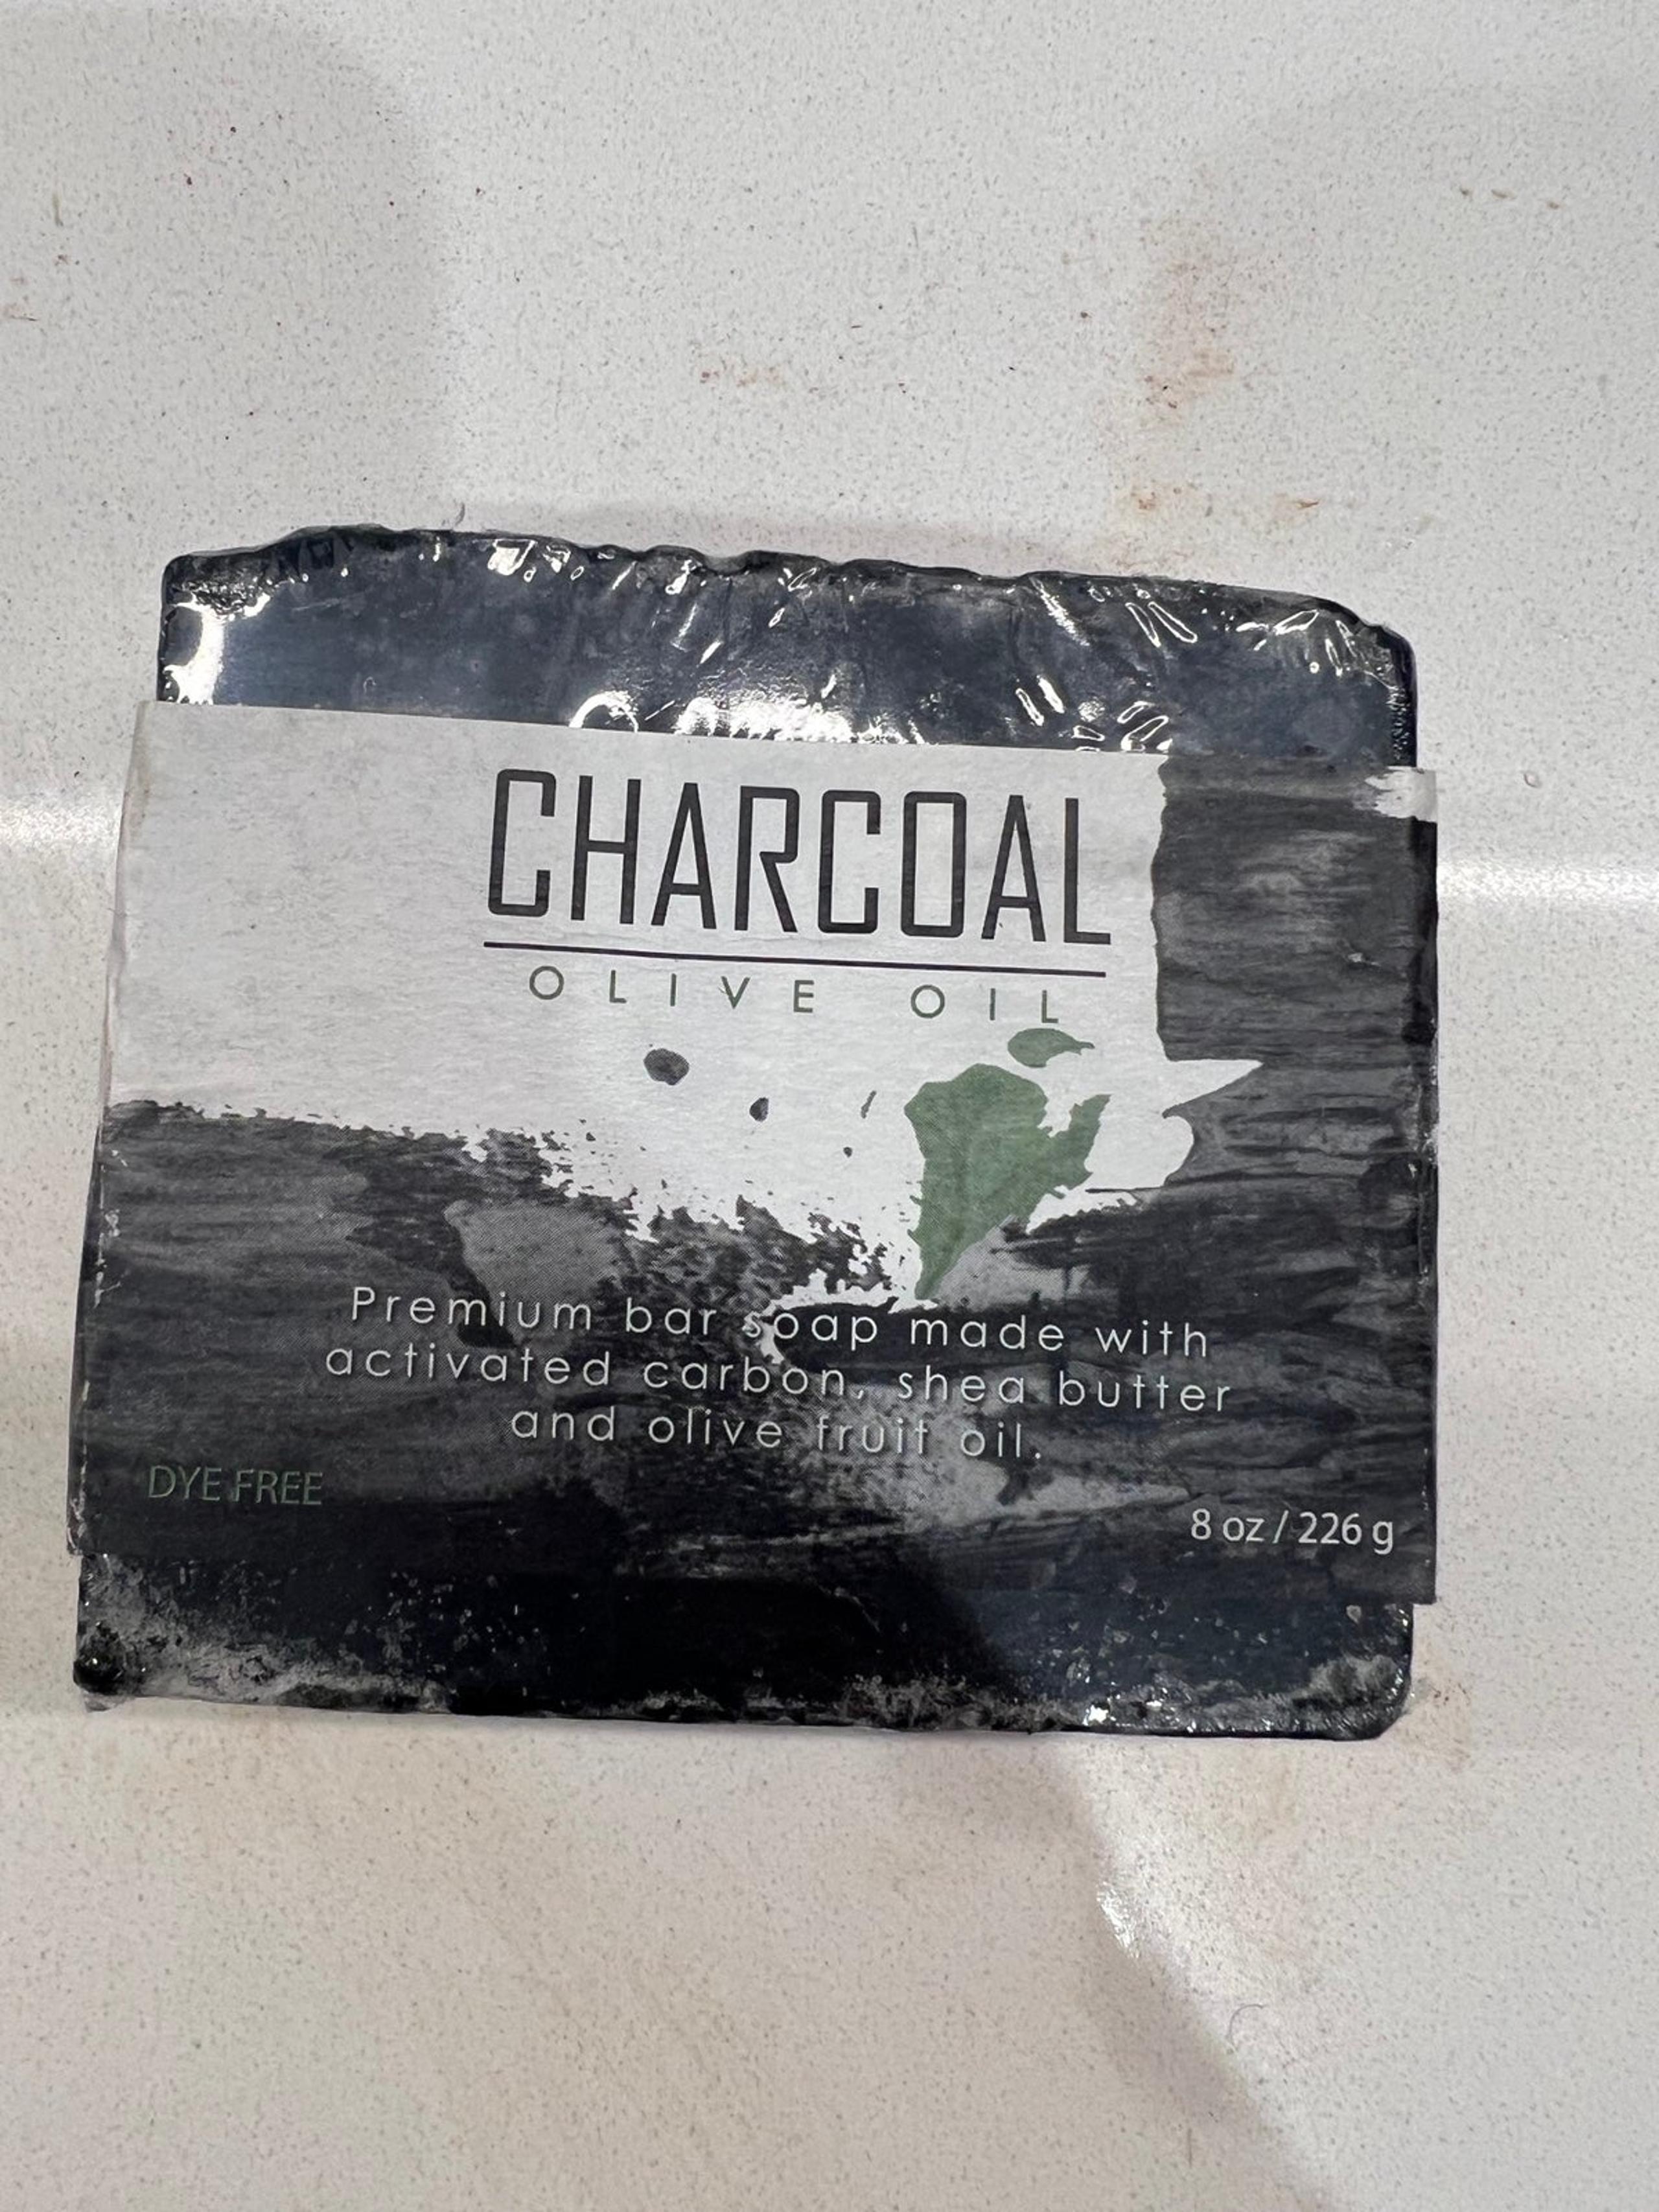 CHARCOAL
OLIVE OIL
Premium bar soap made with
activated carbon, shea butter
and olive fruit oil.
DYE FREE
8 oz / 226 g